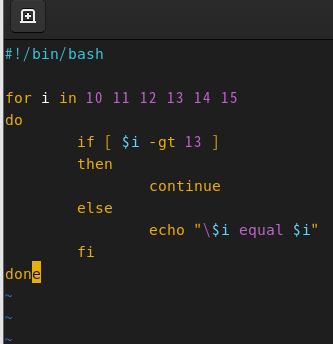 #!/bin/bash

for i in 10 11 12 13 14 15
do
        if [ $i -gt 13 ]
        then
                continue
        else
                echo "\$i equal $i"
        fi
done
~
~
~